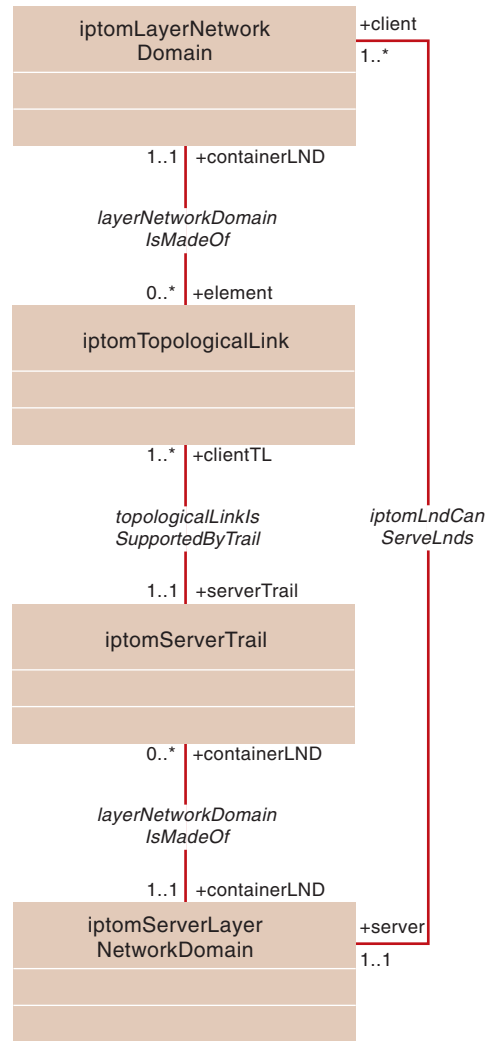 iptomLayerNetwork
Domain
+client
1..*
1..1 +containerLND
layerNetworkDomain
IsMadeOf
0..* +element
iptomTopologicalLink
1..* +clientTL
topologicalLinkIs
SupportedByTrail
iptomLndCan
ServeLnds
1..1 +serverTrail
iptomServerTrail
0..* +containerLND
layerNetworkDomain
IsMadeOf
1..1 +containerLND
iptomServerLayer
NetworkDomain
+server
1..1